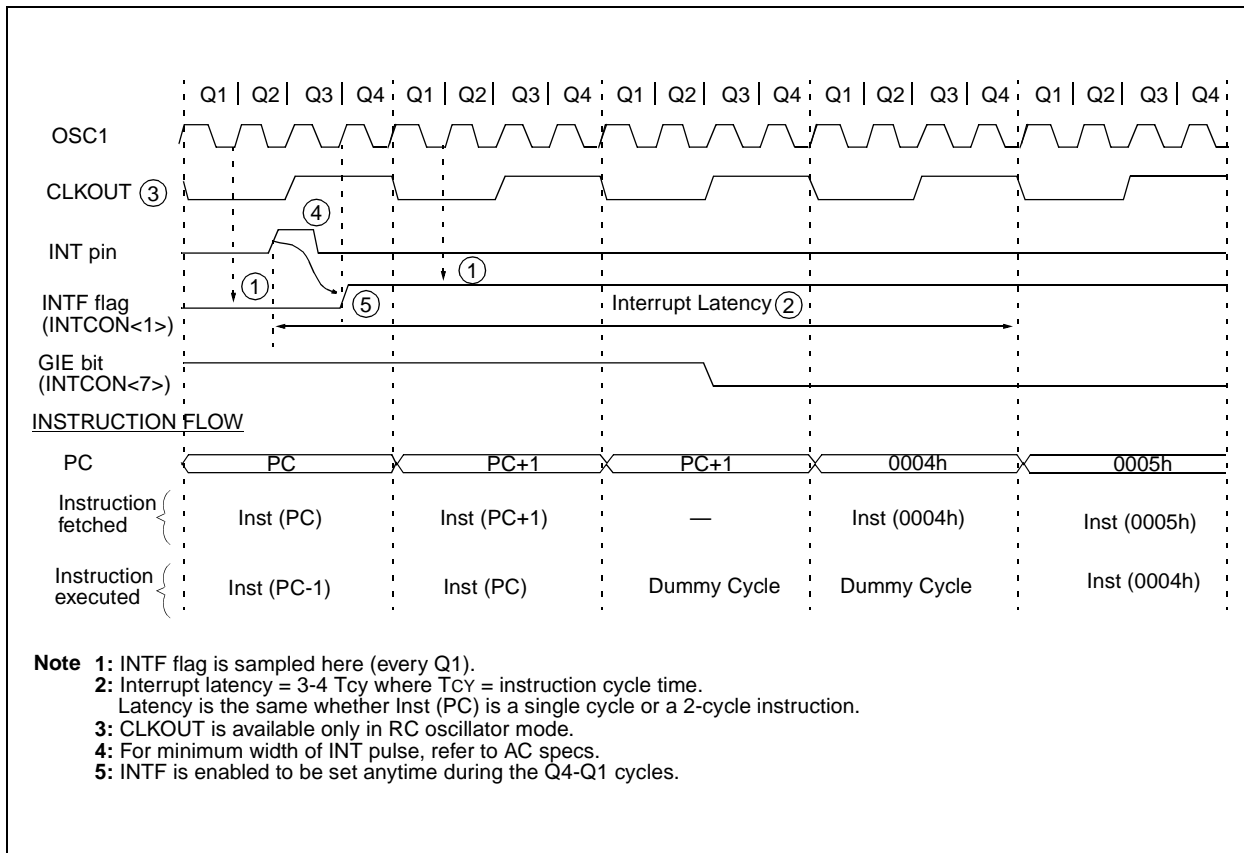 Q1 | Q2 | Q3 | Q4 Q1 | Q2 | Q3 | Q4 Q1 | Q2 | Q3 | Q4 Q1 | Q2 | Q3 | Q4 Q1 | Q2 | Q3 | Q4
OSC1
CLKOUT 3
4
INT pin
1
1
INTF flag
(INTCON<1>)
5
Interrupt Latency 2
GIE bit
(INTCON<7>)
INSTRUCTION FLOW
PC PC PC+1 PC+1 0004h 0005h
Instruction
fetched
Inst (PC) Inst (PC+1) — Inst (0004h) Inst (0005h)
Instruction
executed
Inst (PC-1) Inst (PC) Dummy Cycle Dummy Cycle Inst (0004h)
Note 1: INTF flag is sampled here (every Q1).
2: Interrupt latency = 3-4 Tcy where TCY = instruction cycle time.
Latency is the same whether Inst (PC) is a single cycle or a 2-cycle instruction.
3: CLKOUT is available only in RC oscillator mode.
4: For minimum width of INT pulse, refer to AC specs.
5: INTF is enabled to be set anytime during the Q4-Q1 cycles.